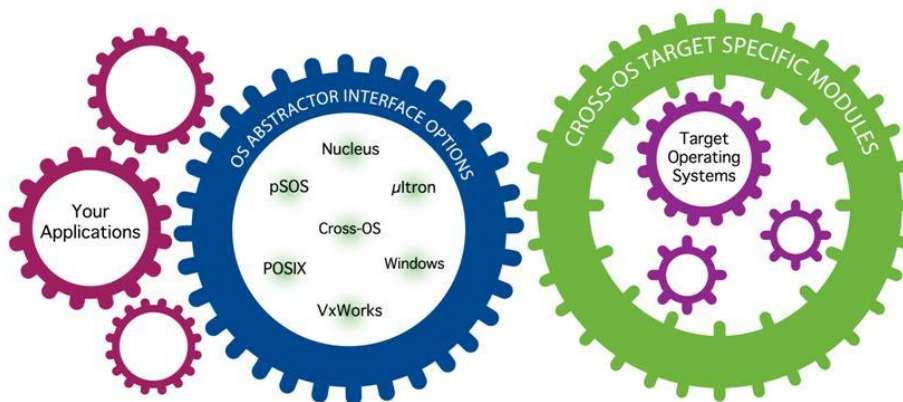 Your
Applications
OS ABSTRACTOR INTERFACE OPTIONS
Nucleus
pSOS
µItron
Cross-OS
POSIX
Windows
VxWorks
CROSS-OS TARGET SPECIFIC MODULES
Target
Operating
Systems